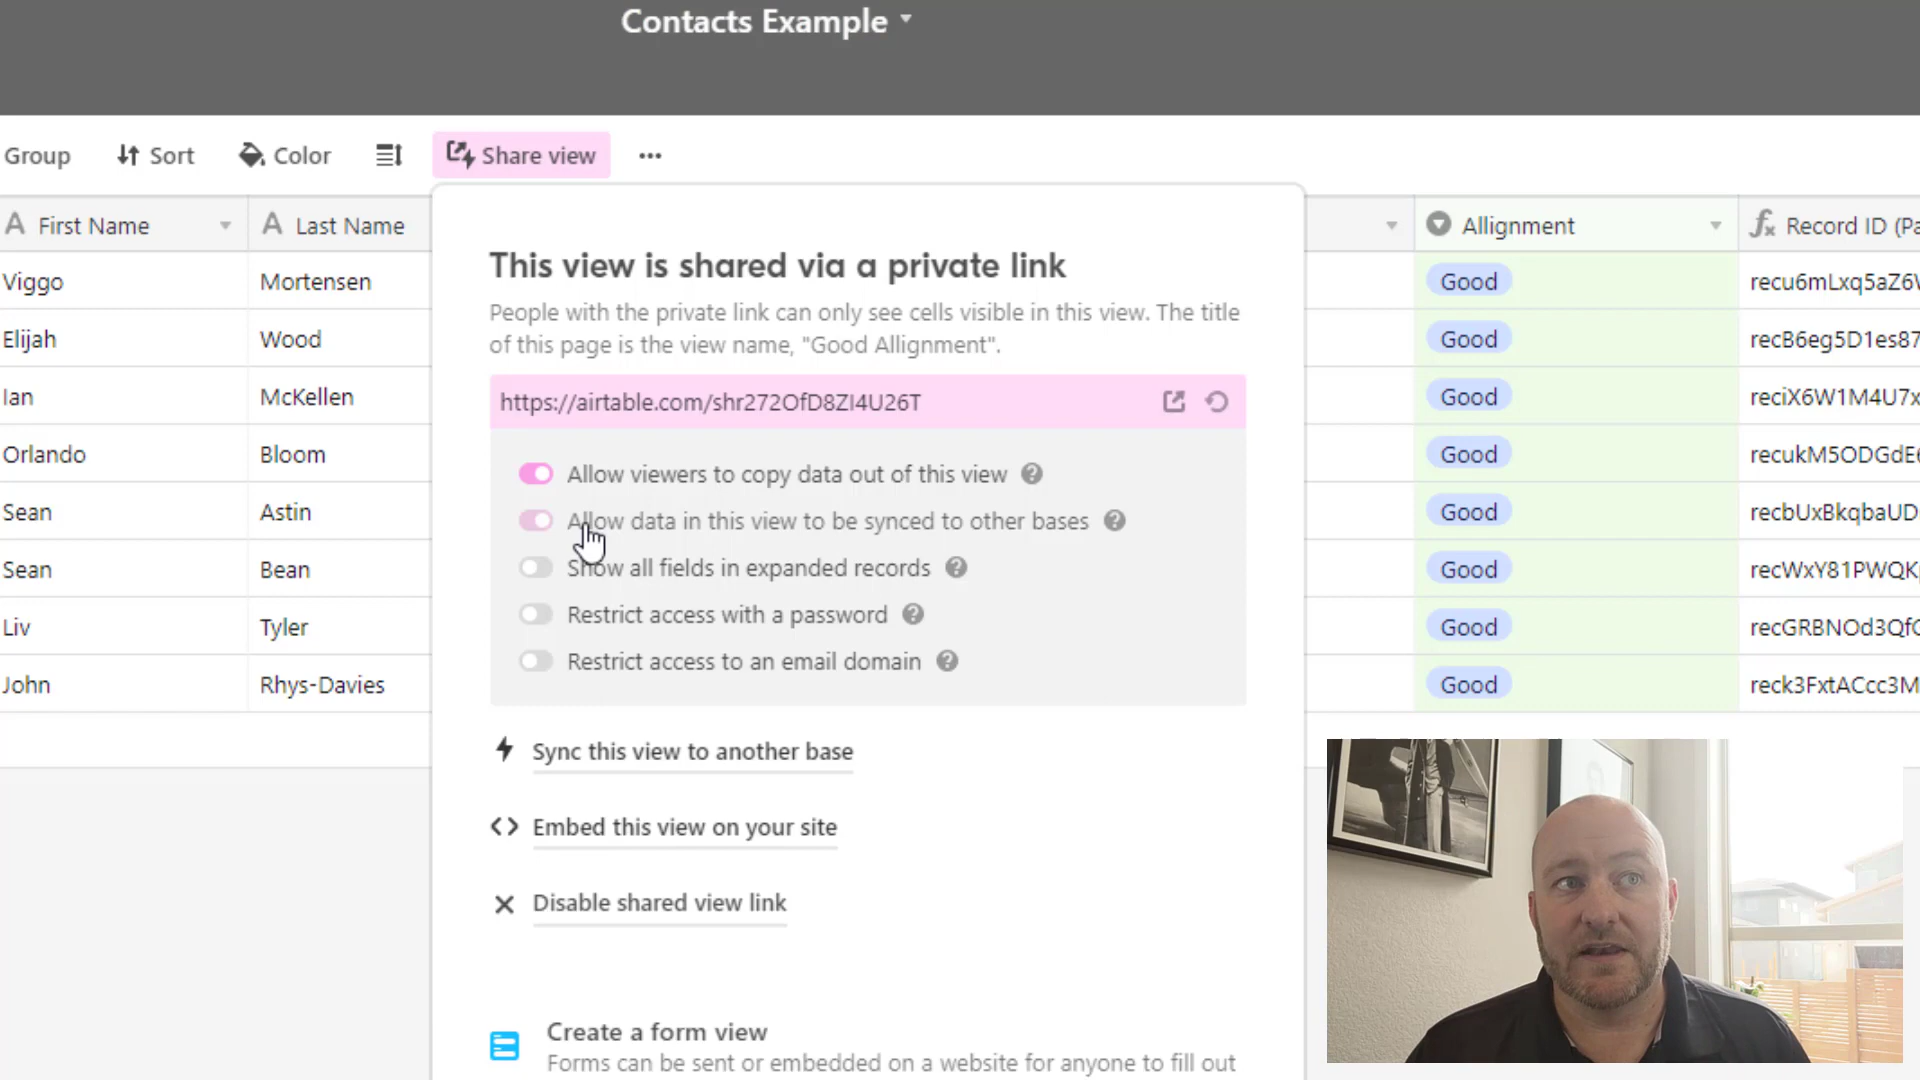 Contacts Example
Group Sort Color Share view ...
First Name Last Name Allignment Record ID (Pa
Viggo Mortensen Good recu6mLxq5aZ6V
Elijah Wood Good recB6eg5D1es87
Ian McKellen Good reciX6W1M4U7x
Orlando Bloom Good recukM5ODGdE6
Sean Astin Good recbUxBkqbaUD
Sean Bean Good recWxY81PWQK
Liv Tyler Good recGRBNOd3Qf
John Rhys-Davies Good reck3FxtACcc3M
This view is shared via a private link
People with the private link can only see cells visible in this view. The title
of this page is the view name, "Good Allignment".
https://airtable.com/shr272OfD8ZI4U26T
Allow viewers to copy data out of this view
Allow data in this view to be synced to other bases
Show all fields in expanded records
Restrict access with a password
Restrict access to an email domain
Sync this view to another base
Embed this view on your site
Disable shared view link
Create a form view
Forms can be sent or embedded on a website for anyone to fill out